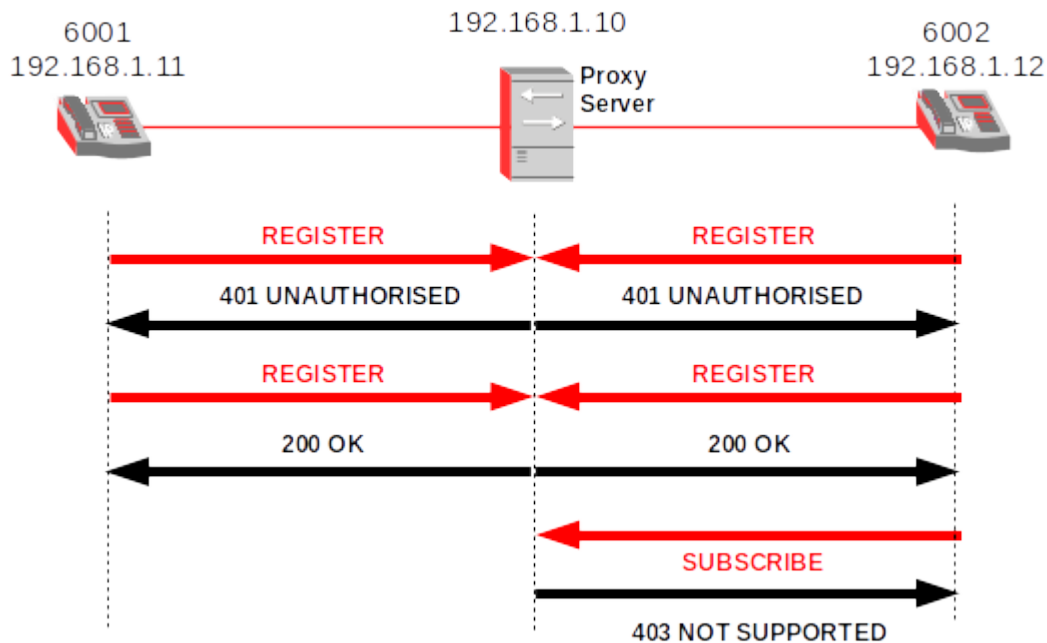 6001
192.168.1.11
192.168.1.10
Proxy
Server
6002
192.168.1.12
REGISTER
REGISTER
401 UNAUTHORISED
401 UNAUTHORISED
REGISTER
REGISTER
200 OK
200 OK
SUBSCRIBE
403 NOT SUPPORTED